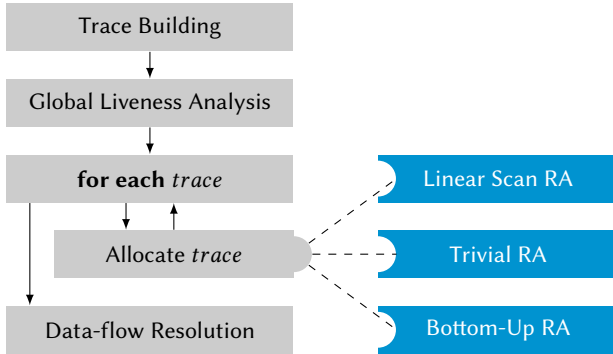 Trace Building
Global Liveness Analysis
for each trace
Linear Scan RA
Allocate trace
Trivial RA
Data-flow Resolution
Bottom-Up RA